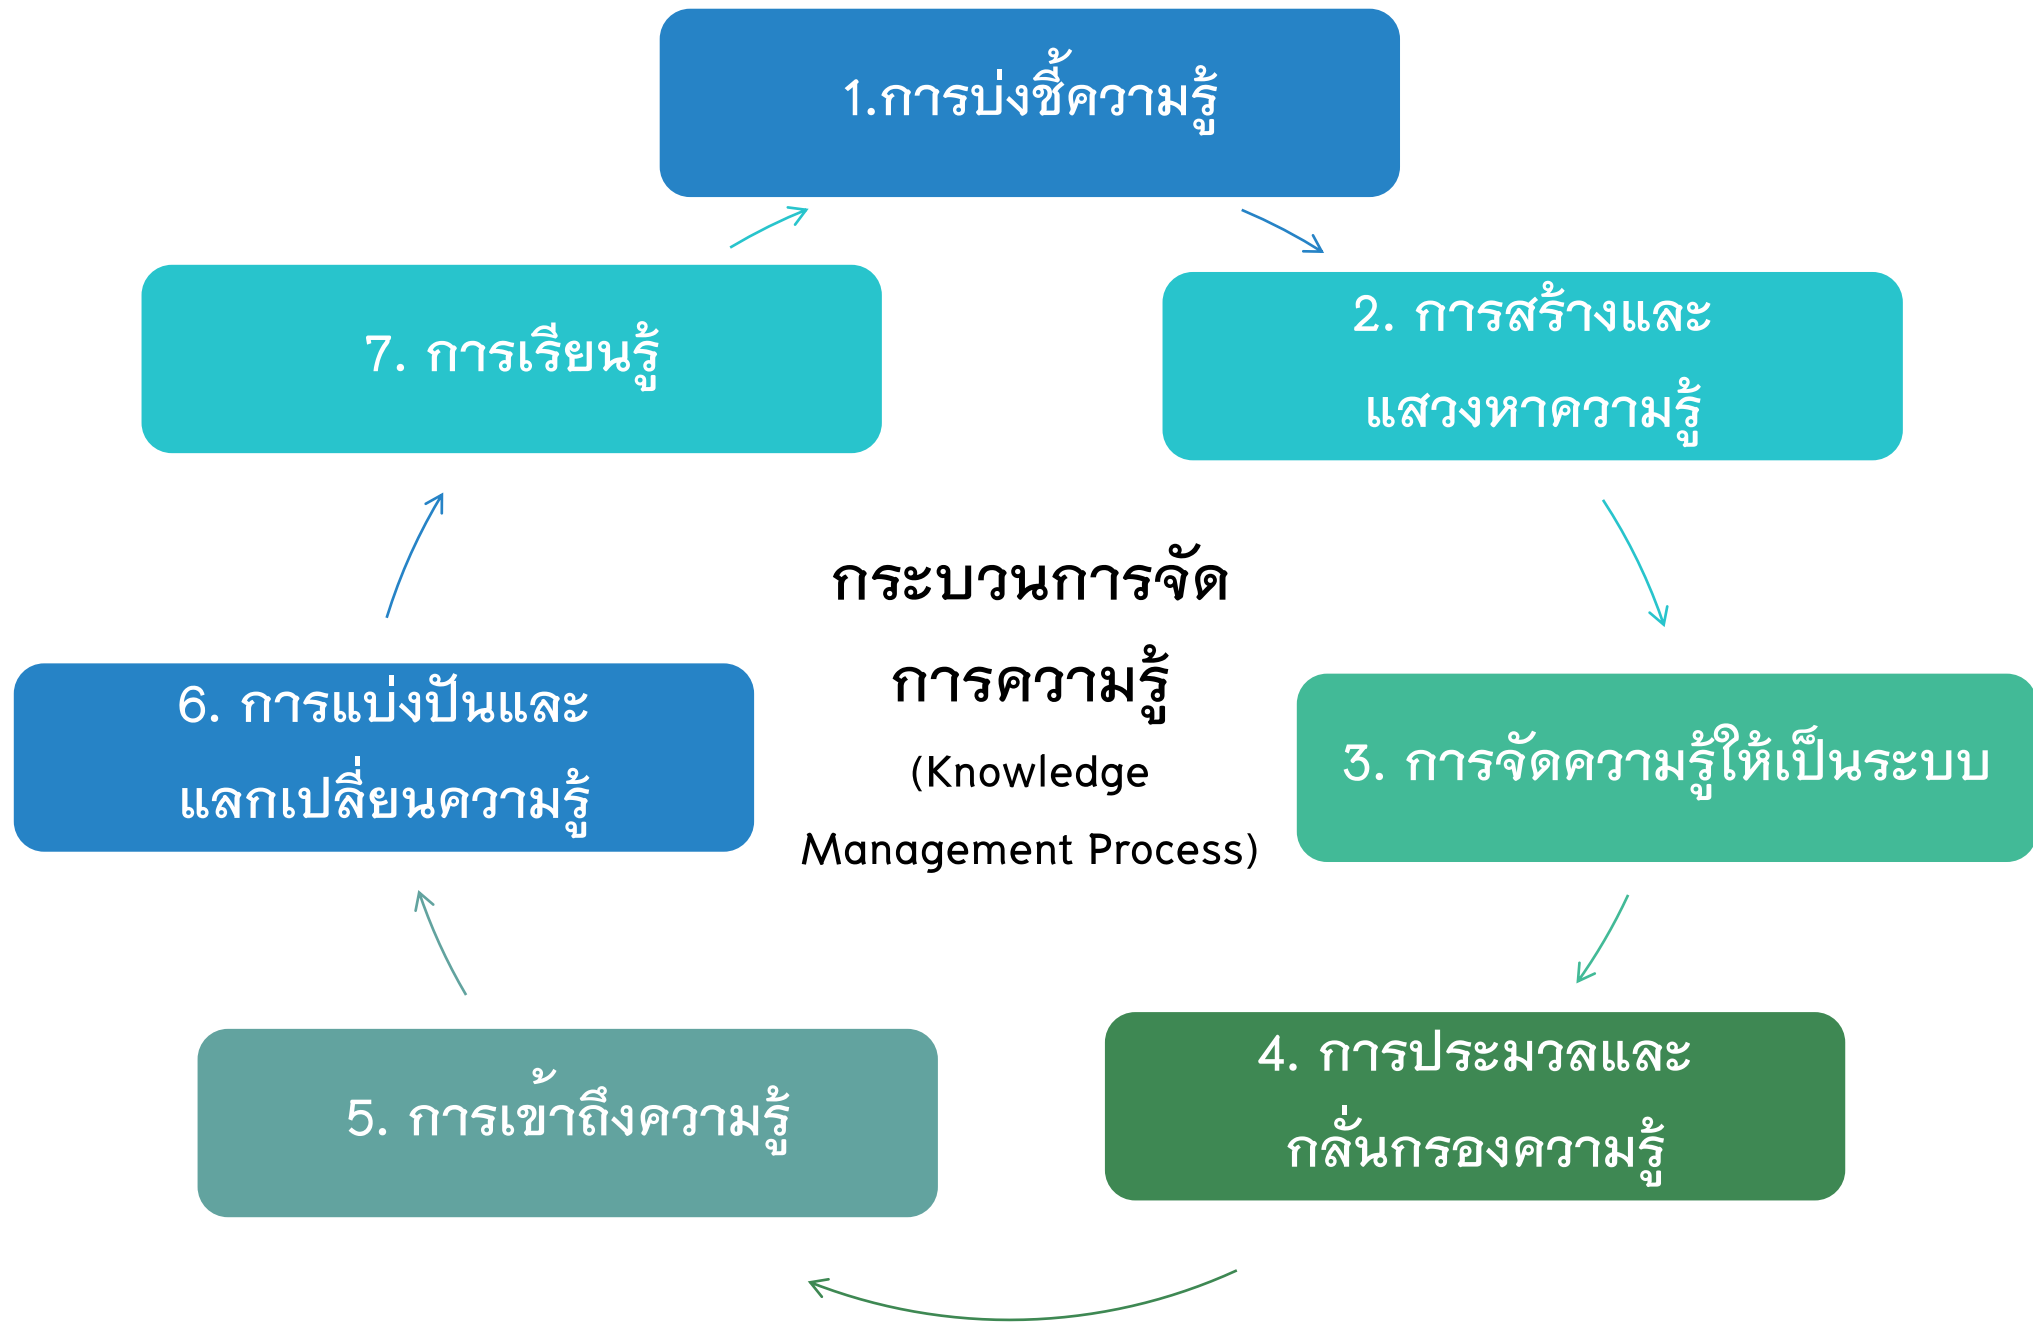 1.การบ่งชี้ความรู้
2. การสร้างและ
แสวงหาความรู้
3. การจัดความรู้ให้เป็นระบบ
4. การประมวลและ
กลั่นกรองความรู้
5. การเข้าถึงความรู้
6. การแบ่งปันและ
แลกเปลี่ยนความรู้
7. การเรียนรู้
กระบวนการจัด
การความรู้
(Knowledge
Management Process)